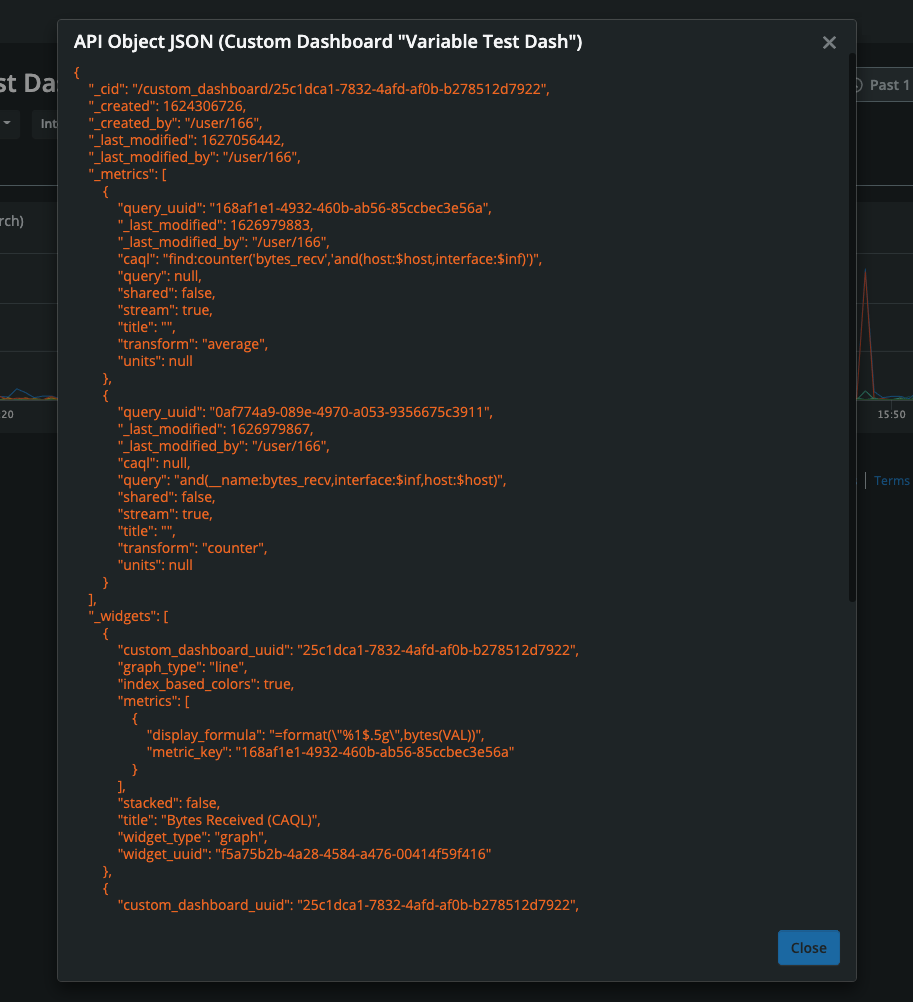 API Object JSON (Custom Dashboard "Variable Test Dash")
st Da
Past 1
Int
rch)
{
"_cid": "/custom_dashboard/25c1dca1-7832-4afd-af0b-b278512d7922",
"_created": 1624306726,
"_created_by": "/user/166",
"_last_modified": 1627056442,
"_last_modified_by": "/user/166",
"_metrics": [
{
"query_uuid": "168af1e1-4932-460b-ab56-85ccbec3e56a",
"_last_modified": 1626979883,
"_last_modified_by": "/user/166",
"caql": "find:counter('bytes_recv','and(host:$host,interface:$inf)')",
"query": null,
"shared": false,
"stream": true,
"title": "",
"transform": "average",
"units": null
},
{
"query_uuid": "0af774a9-089e-4970-a053-9356675c3911",
"_last_modified": 1626979867,
"_last_modified_by": "/user/166",
"caql": null,
"query": "and(__name:bytes_recv,interface:$inf,host:$host)",
"shared": false,
"stream": true,
"title": "",
"transform": "counter",
"units": null
}
],
"_widgets": [
{
"custom_dashboard_uuid": "25c1dca1-7832-4afd-af0b-b278512d7922",
"graph_type": "line",
"index_based_colors": true,
"metrics": [
{
"display_formula": "=format(\"%1$.5g\",bytes(VAL))",
"metric_key": "168af1e1-4932-460b-ab56-85ccbec3e56a"
}
],
"stacked": false,
"title": "Bytes Received (CAQL)",
"widget_type": "graph",
"widget_uuid": "f5a75b2b-4a28-4584-a476-00414f59f416"
},
{
"custom_dashboard_uuid": "25c1dca1-7832-4afd-af0b-b278512d7922",
20
15:50
Terms
Close